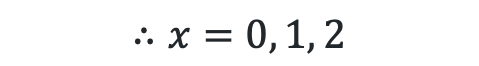 ∴ 𝑥 = 0, 1, 2